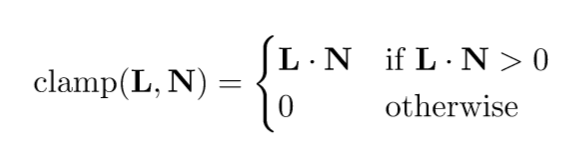 clamp(L, N) = { L · N if L · N > 0
0 otherwise